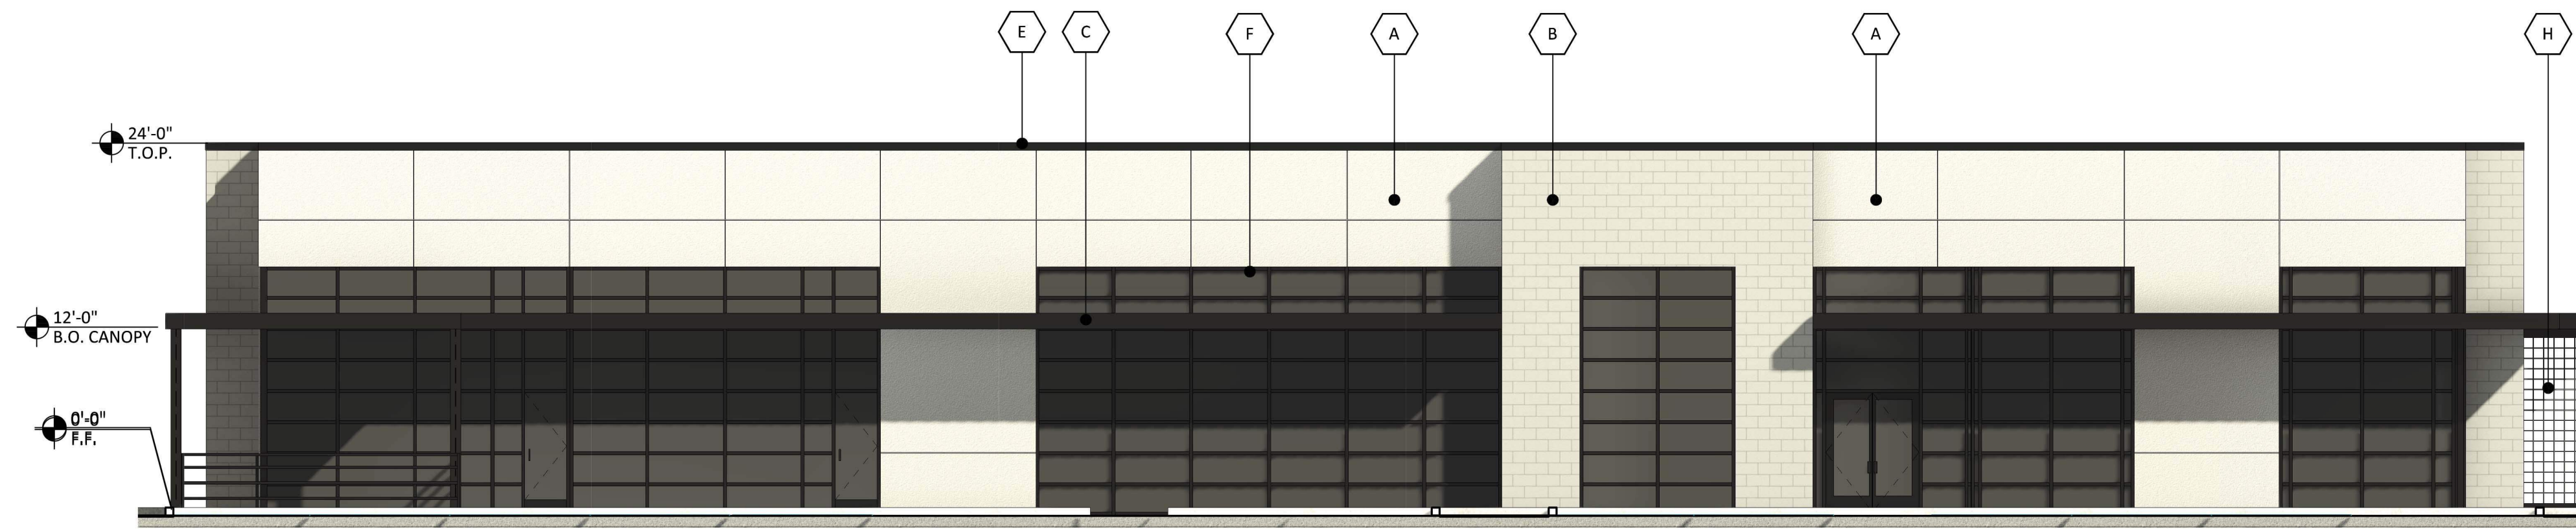 E
C
F
A
B
A
H
24'-0"
T.O.P.
12'-0"
B.O. CANOPY
0'-0"
F.F.